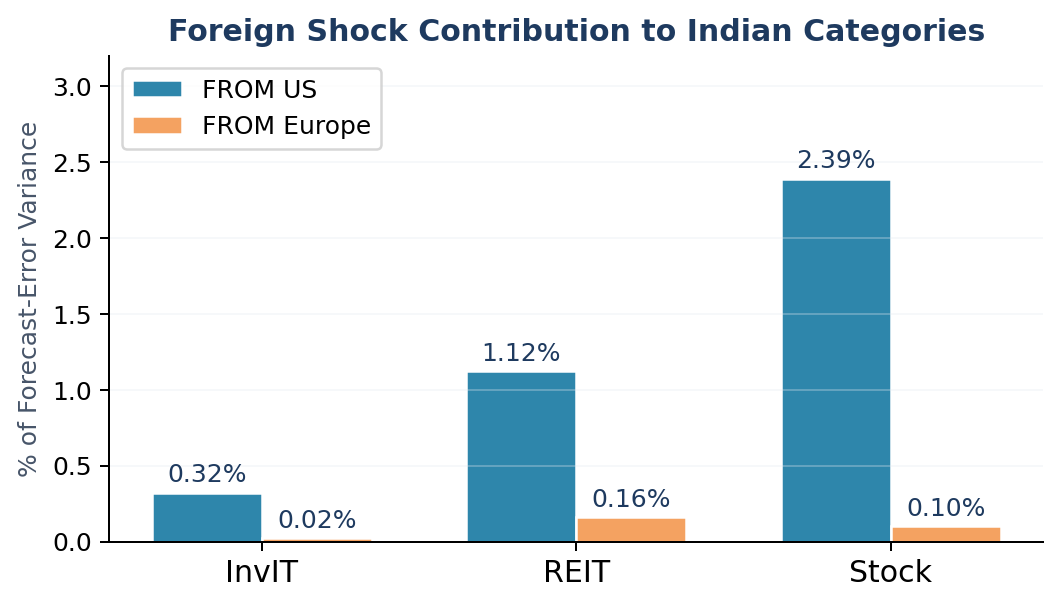 Foreign Shock Contribution to Indian Categories
% of Forecast-Error Variance
3.0
2.5
2.0
1.5
1.0
0.5
0.0
FROM US
FROM Europe
0.32%
0.02%
1.12%
0.16%
2.39%
0.10%
InvIT
REIT
Stock